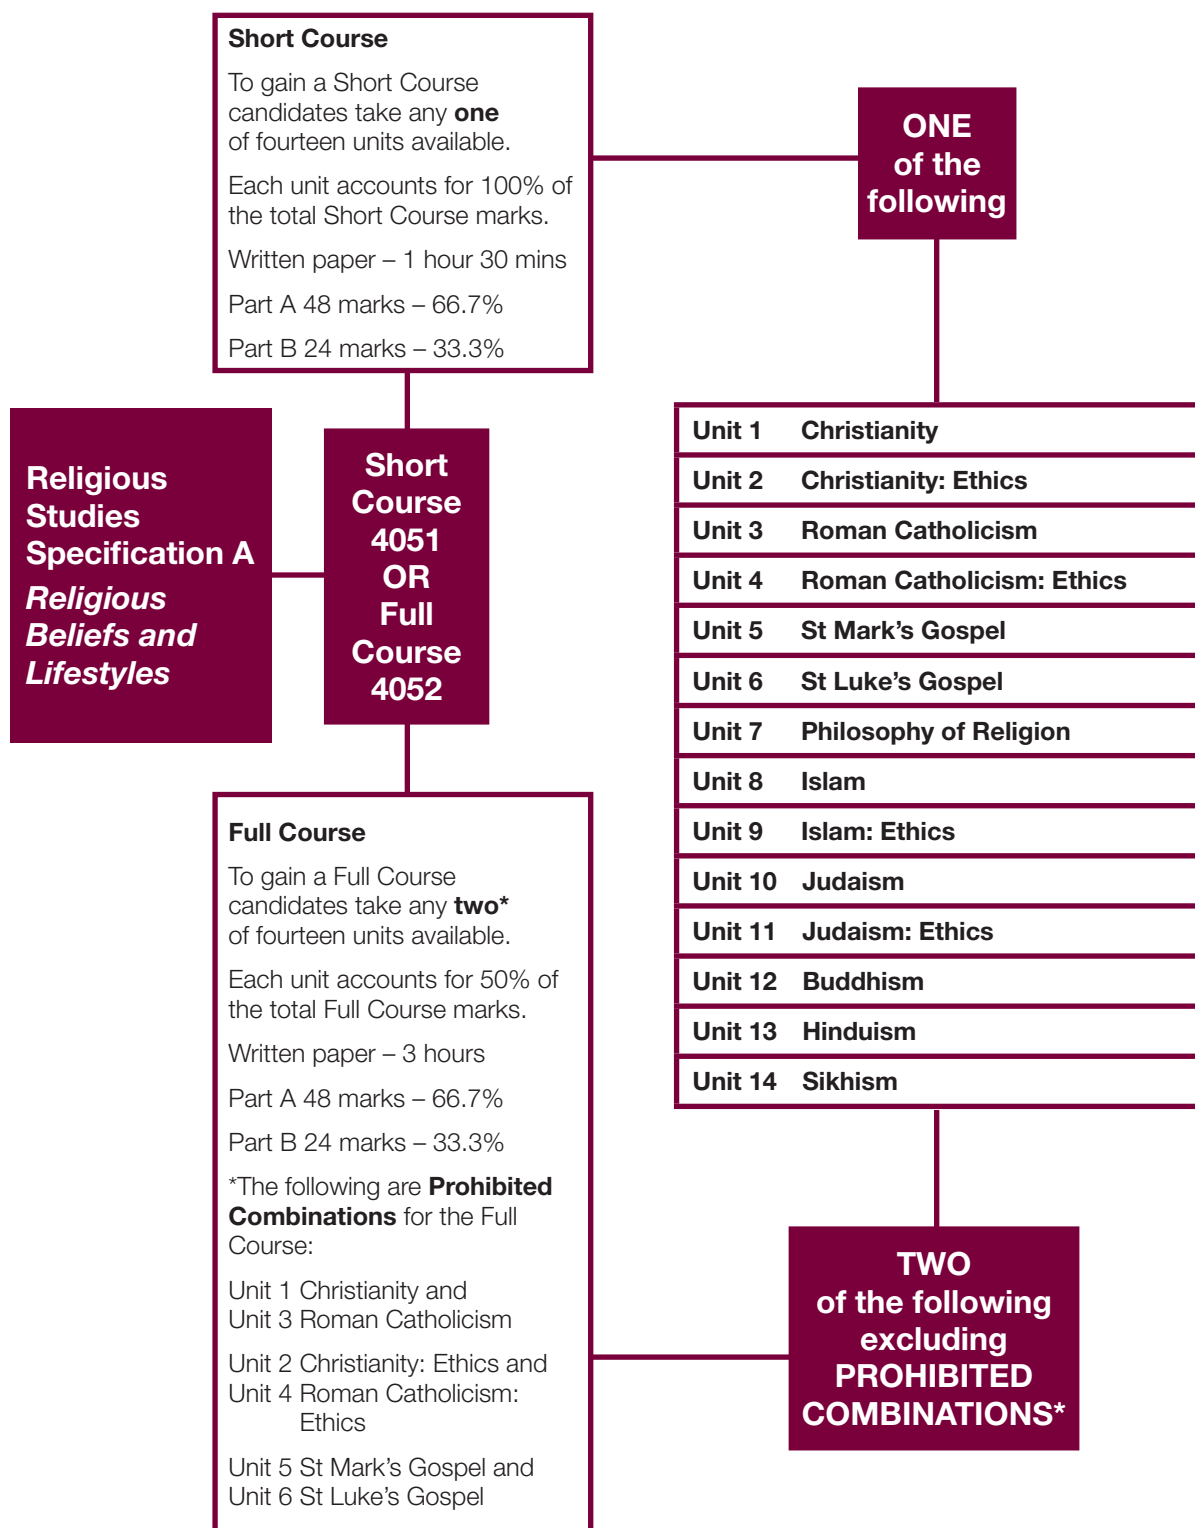 Short Course
To gain a Short Course
candidates take any one
of fourteen units available.
Each unit accounts for 100% of
the total Short Course marks.
Written paper – 1 hour 30 mins
Part A 48 marks – 66.7%
Part B 24 marks – 33.3%
ONE
of the
following
Religious
Studies
Specification A
Religious
Beliefs and
Lifestyles
Short
Course
4051
OR
Full
Course
4052
Unit 1 Christianity
Unit 2 Christianity: Ethics
Unit 3 Roman Catholicism
Unit 4 Roman Catholicism: Ethics
Unit 5 St Mark's Gospel
Unit 6 St Luke's Gospel
Unit 7 Philosophy of Religion
Unit 8 Islam
Unit 9 Islam: Ethics
Unit 10 Judaism
Unit 11 Judaism: Ethics
Unit 12 Buddhism
Unit 13 Hinduism
Unit 14 Sikhism
Full Course
To gain a Full Course
candidates take any two*
of fourteen units available.
Each unit accounts for 50% of
the total Full Course marks.
Written paper – 3 hours
Part A 48 marks – 66.7%
Part B 24 marks – 33.3%
*The following are Prohibited
Combinations for the Full
Course:
Unit 1 Christianity and
Unit 3 Roman Catholicism
Unit 2 Christianity: Ethics and
Unit 4 Roman Catholicism:
Ethics
Unit 5 St Mark's Gospel and
Unit 6 St Luke's Gospel
TWO
of the following
excluding
PROHIBITED
COMBINATIONS*